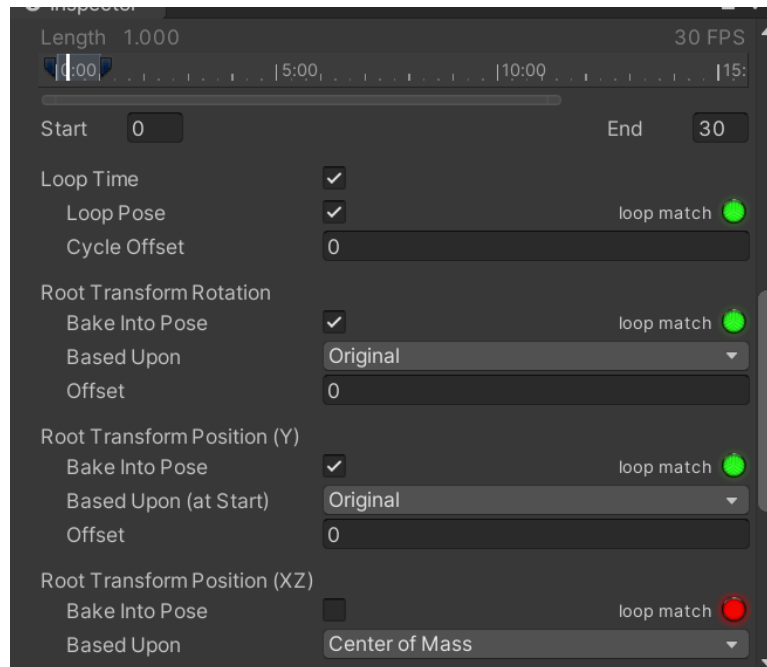 Inspector
Length 1.000 30 FPS
0:00 5:00 10:00 15:
Start 0 End 30
Loop Time
Loop Pose loop match
Cycle Offset 0
Root Transform Rotation
Bake Into Pose loop match
Based Upon Original
Offset 0
Root Transform Position (Y)
Bake Into Pose loop match
Based Upon (at Start) Original
Offset 0
Root Transform Position (XZ)
Bake Into Pose loop match
Based Upon Center of Mass